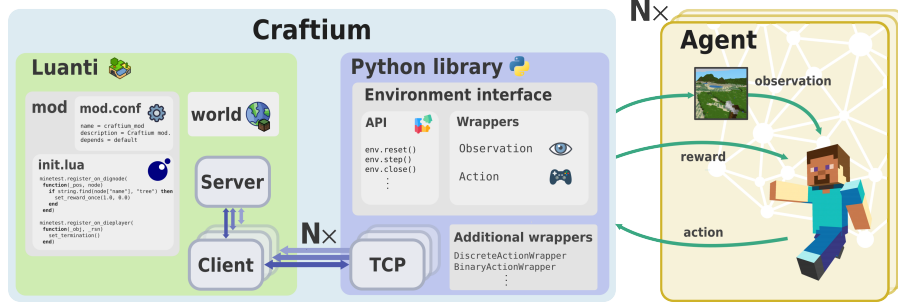 Craftium
Luanti
mod
mod.conf
name = craftium_mod
description = Craftium mod.
depends = default
init.lua
minetest.register_on_dignode(
function(_pos, node)
if string.find(node["name"], "tree") then
set_reward_once(1.0, 0.0)
end
end)
minetest.register_on_dieplayer(
function(_obj, _rsn)
set_termination()
end)
world
Server
Client
N×
Python library
Environment interface
API
env.reset()
env.step()
env.close()
⋮
Wrappers
Observation
Action
TCP
Additional wrappers
DiscreteActionWrapper
BinaryActionWrapper
⋮
N×
Agent
observation
reward
action